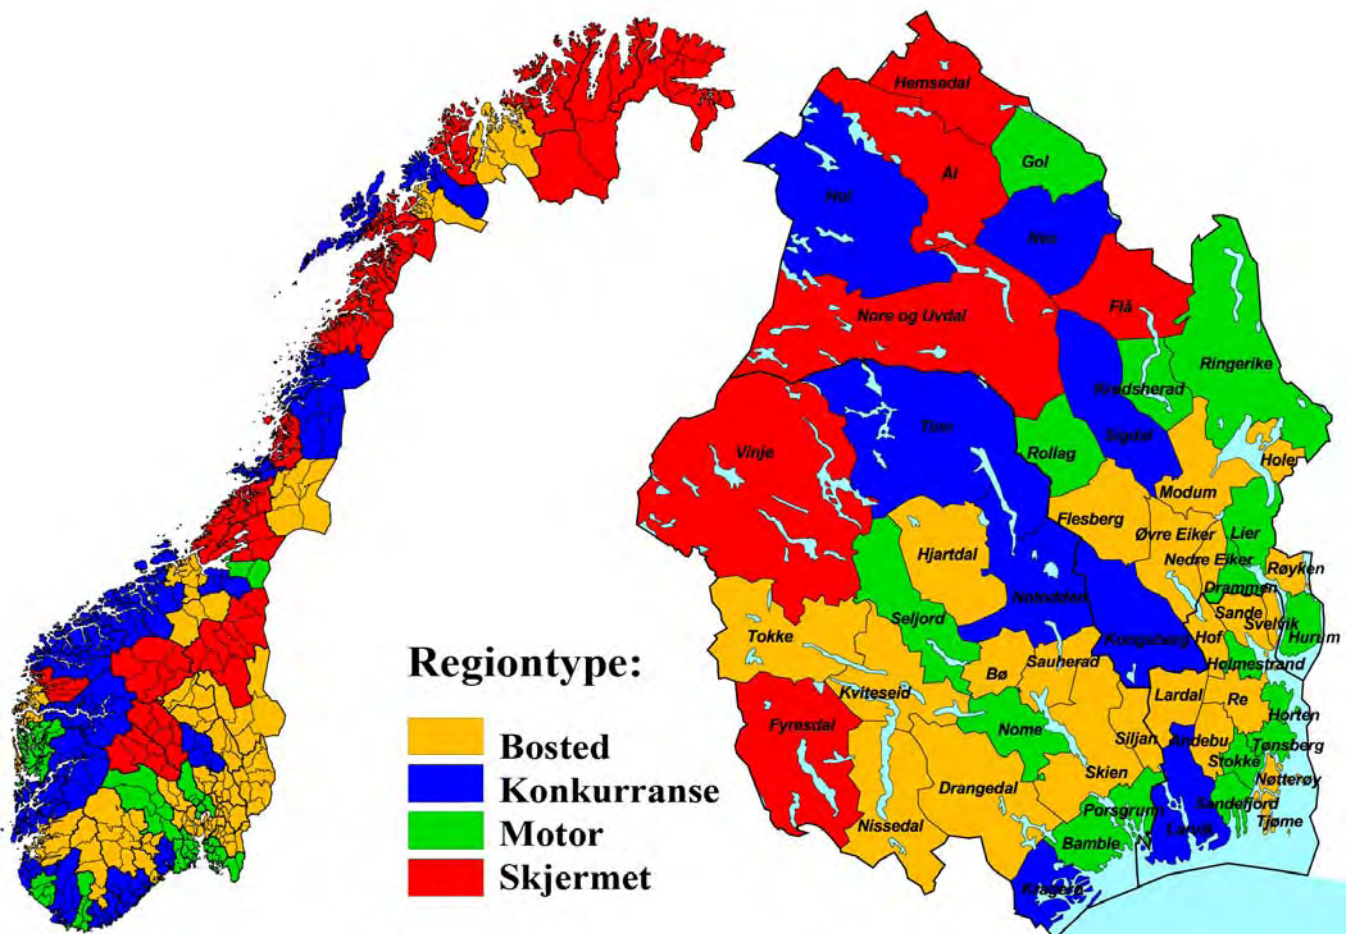 Regiontype:
Bosted
Konkurranse
Motor
Skjermet
Hemsedal
Gol
Ål
Hol
Nes
Flå
Nore og Uvdal
Ringerike
Krødsherad
Sigdal
Tinn
Vinje
Rollag
Hole
Modum
Flesberg
Øvre Eiker
Lier
Hjartdal
Nedre Eiker
Røyken
Drammen
Notodden
Sande
Svelvik
Seljord
Tokke
Kongsberg
Hof
Hurum
Holmestrand
Bø
Sauherad
Kviteseid
Lardal
Re
Fyresdal
Nome
Siljan
Horten
Andebu
Tønsberg
Stokke
Skien
Nøtterøy
Drangedal
Porsgrunn
Sandefjord
Tjøme
Nissedal
Bamble
Larvik
Kragerø